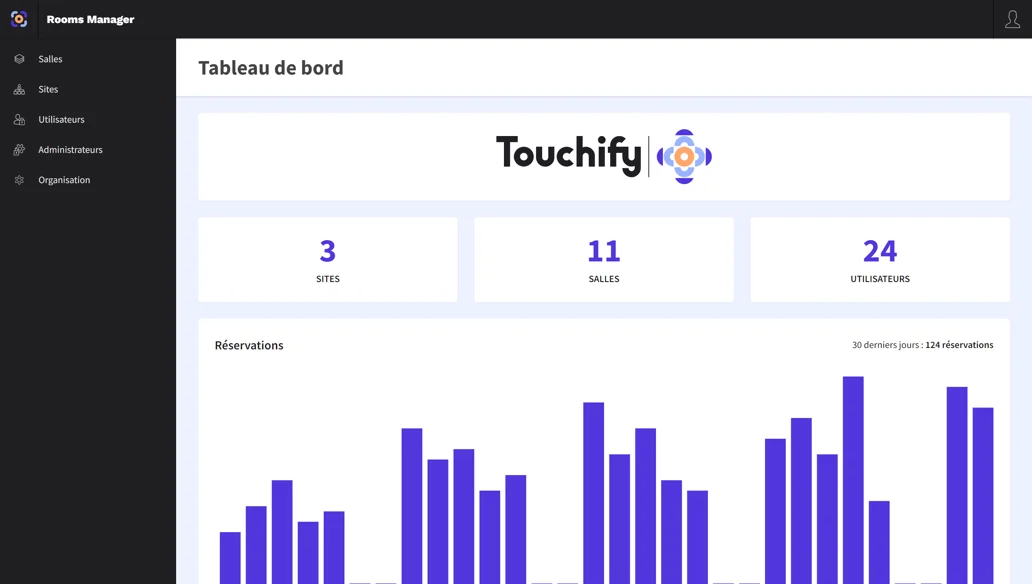 Rooms Manager
Salles
Sites
Utilisateurs
Administrateurs
Organisation
Tableau de bord
Touchify
3
SITES
11
SALLES
24
UTILISATEURS
Réservations
30 derniers jours : 124 réservations